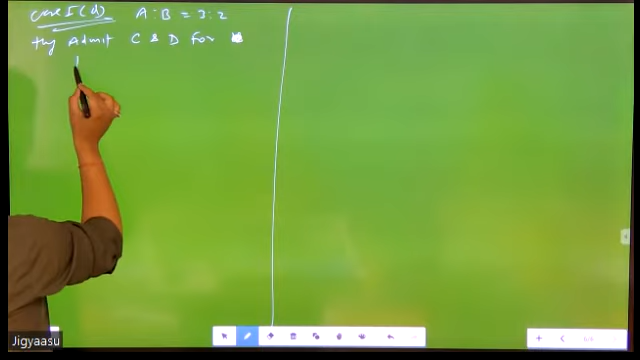 case I (d) A : B = 3 : 2
they Admit C & D for
Jigyaasu